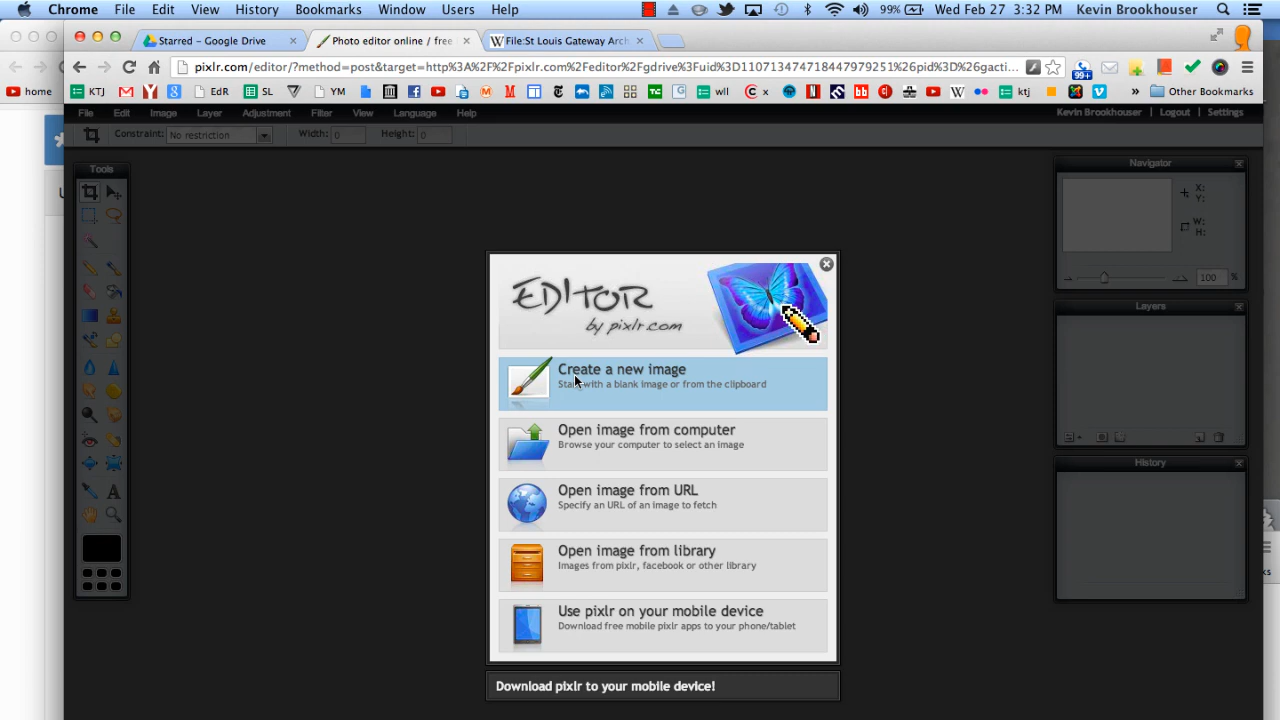 Chrome File Edit View History Bookmarks Window Users Help 99% Wed Feb 27 3:32 PM Kevin Brookhouser
Starred – Google Drive Photo editor online / free File:St Louis Gateway Arch
pixlr.com/editor/?method=post&target=http%3A%2F%2Fpixlr.com%2Feditor%2Fgdrive%3Fuid%3D110713474718447979251%26pid%3D%26gacti... 99+
home KTJ EdR SL YM wll x ktj » Other Bookmarks
File Edit Image Layer Adjustment Filter View Language Help Kevin Brookhouser | Logout | Settings
Constraint: No restriction Width: 0 Height: 0
Tools
Navigator
X:
Y:
W:
H:
100 %
Layers
History
EDITOR
by pixlr.com
Create a new image
Start with a blank image or from the clipboard
Open image from computer
Browse your computer to select an image
Open image from URL
Specify an URL of an image to fetch
Open image from library
Images from pixlr, facebook or other library
Use pixlr on your mobile device
Download free mobile pixlr apps to your phone/tablet
Download pixlr to your mobile device!